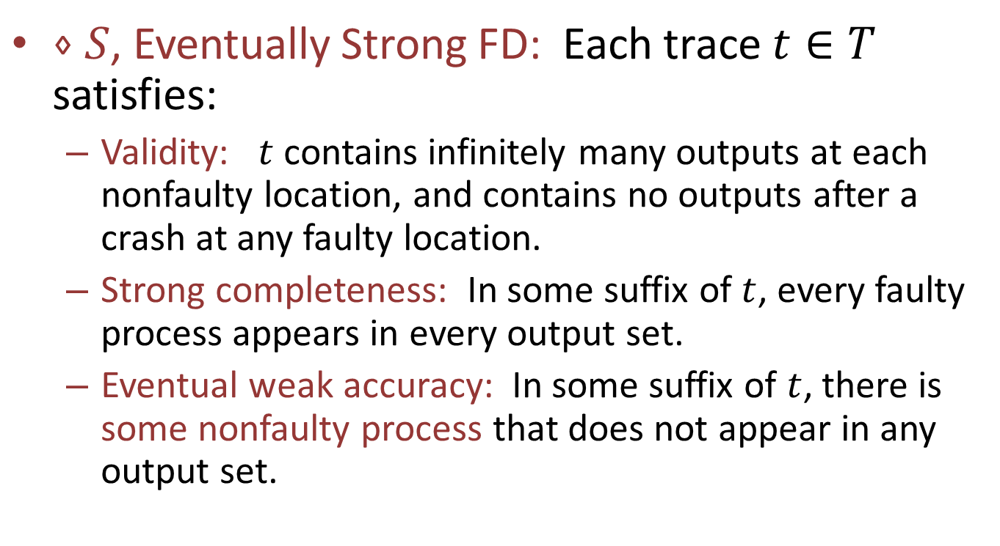 • ⋄ S, Eventually Strong FD: Each trace t ∈ T
satisfies:
– Validity: t contains infinitely many outputs at each
nonfaulty location, and contains no outputs after a
crash at any faulty location.
– Strong completeness: In some suffix of t, every faulty
process appears in every output set.
– Eventual weak accuracy: In some suffix of t, there is
some nonfaulty process that does not appear in any
output set.